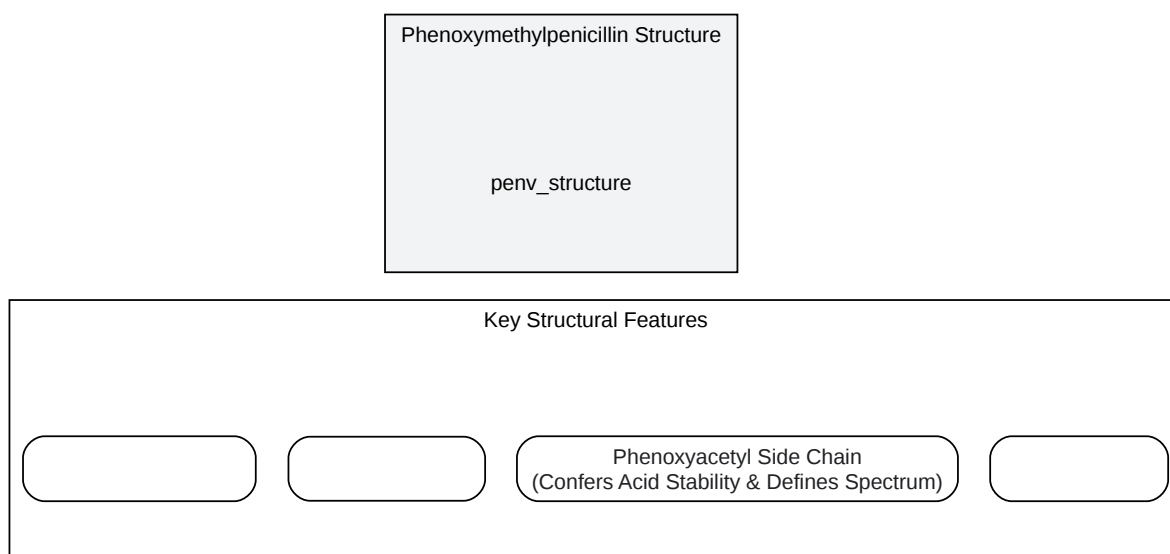 Phenoxymethylpenicillin Structure
penv_structure
Key Structural Features
Phenoxyacetyl Side Chain
(Confers Acid Stability & Defines Spectrum)